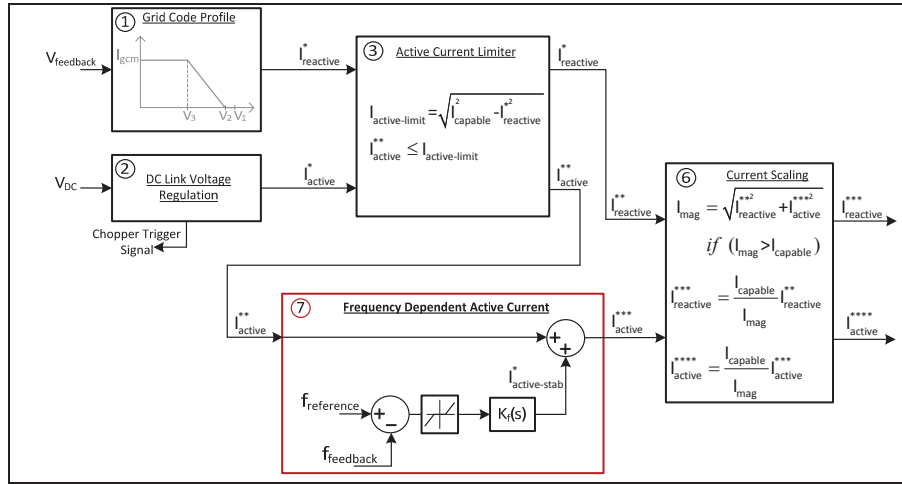 ① Grid Code Profile
V_feedback
I_gcm
V_3 V_2 V_1
I^*_reactive
② DC Link Voltage
Regulation
V_DC
I^*_active
Chopper Trigger
Signal
③ Active Current Limiter
I_active-limit = √(I^2_capable - I^*2_reactive)
I^**_active ≤ I_active-limit
I^*_reactive
I^**_active
I^**_reactive
⑥ Current Scaling
I_mag = √(I^**2_reactive + I^***2_active)
if (I_mag > I_capable)
I^***_reactive = I_capable / I_mag I^**_reactive
I^****_active = I_capable / I_mag I^***_active
I^***_reactive
I^****_active
⑦ Frequency Dependent Active Current
I^**_active
+
+
I^***_active
I^*_active-stab
f_reference
+
−
K_f(s)
f_feedback